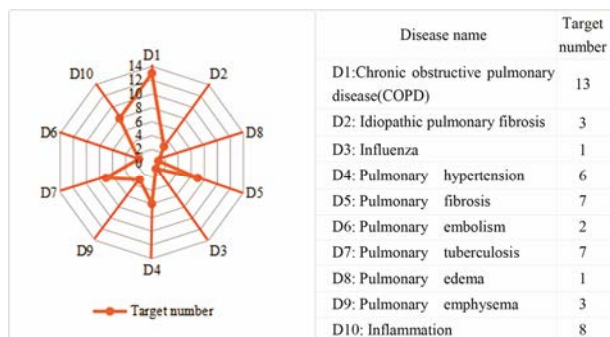 D1
14
12
10
8
6
4
2
0
D10
D2
D6
D8
D7
D5
D9
D3
D4
Target number
Disease name
Target
number
D1:Chronic obstructive pulmonary
disease(COPD)
13
D2: Idiopathic pulmonary fibrosis 3
D3: Influenza 1
D4: Pulmonary hypertension 6
D5: Pulmonary fibrosis 7
D6: Pulmonary embolism 2
D7: Pulmonary tuberculosis 7
D8: Pulmonary edema 1
D9: Pulmonary emphysema 3
D10: Inflammation 8